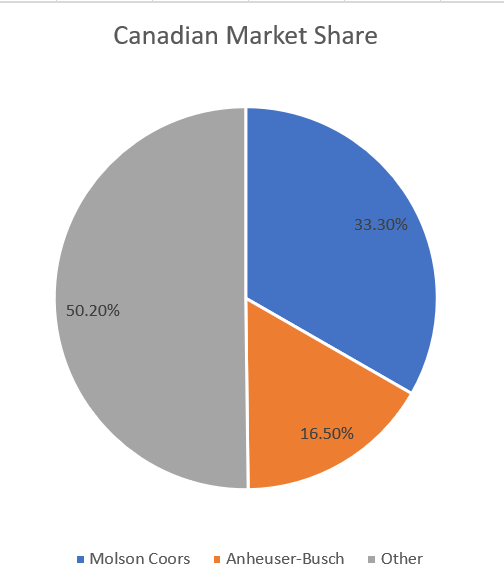 Canadian Market Share
33.30%
50.20%
16.50%
Molson Coors Anheuser-Busch Other